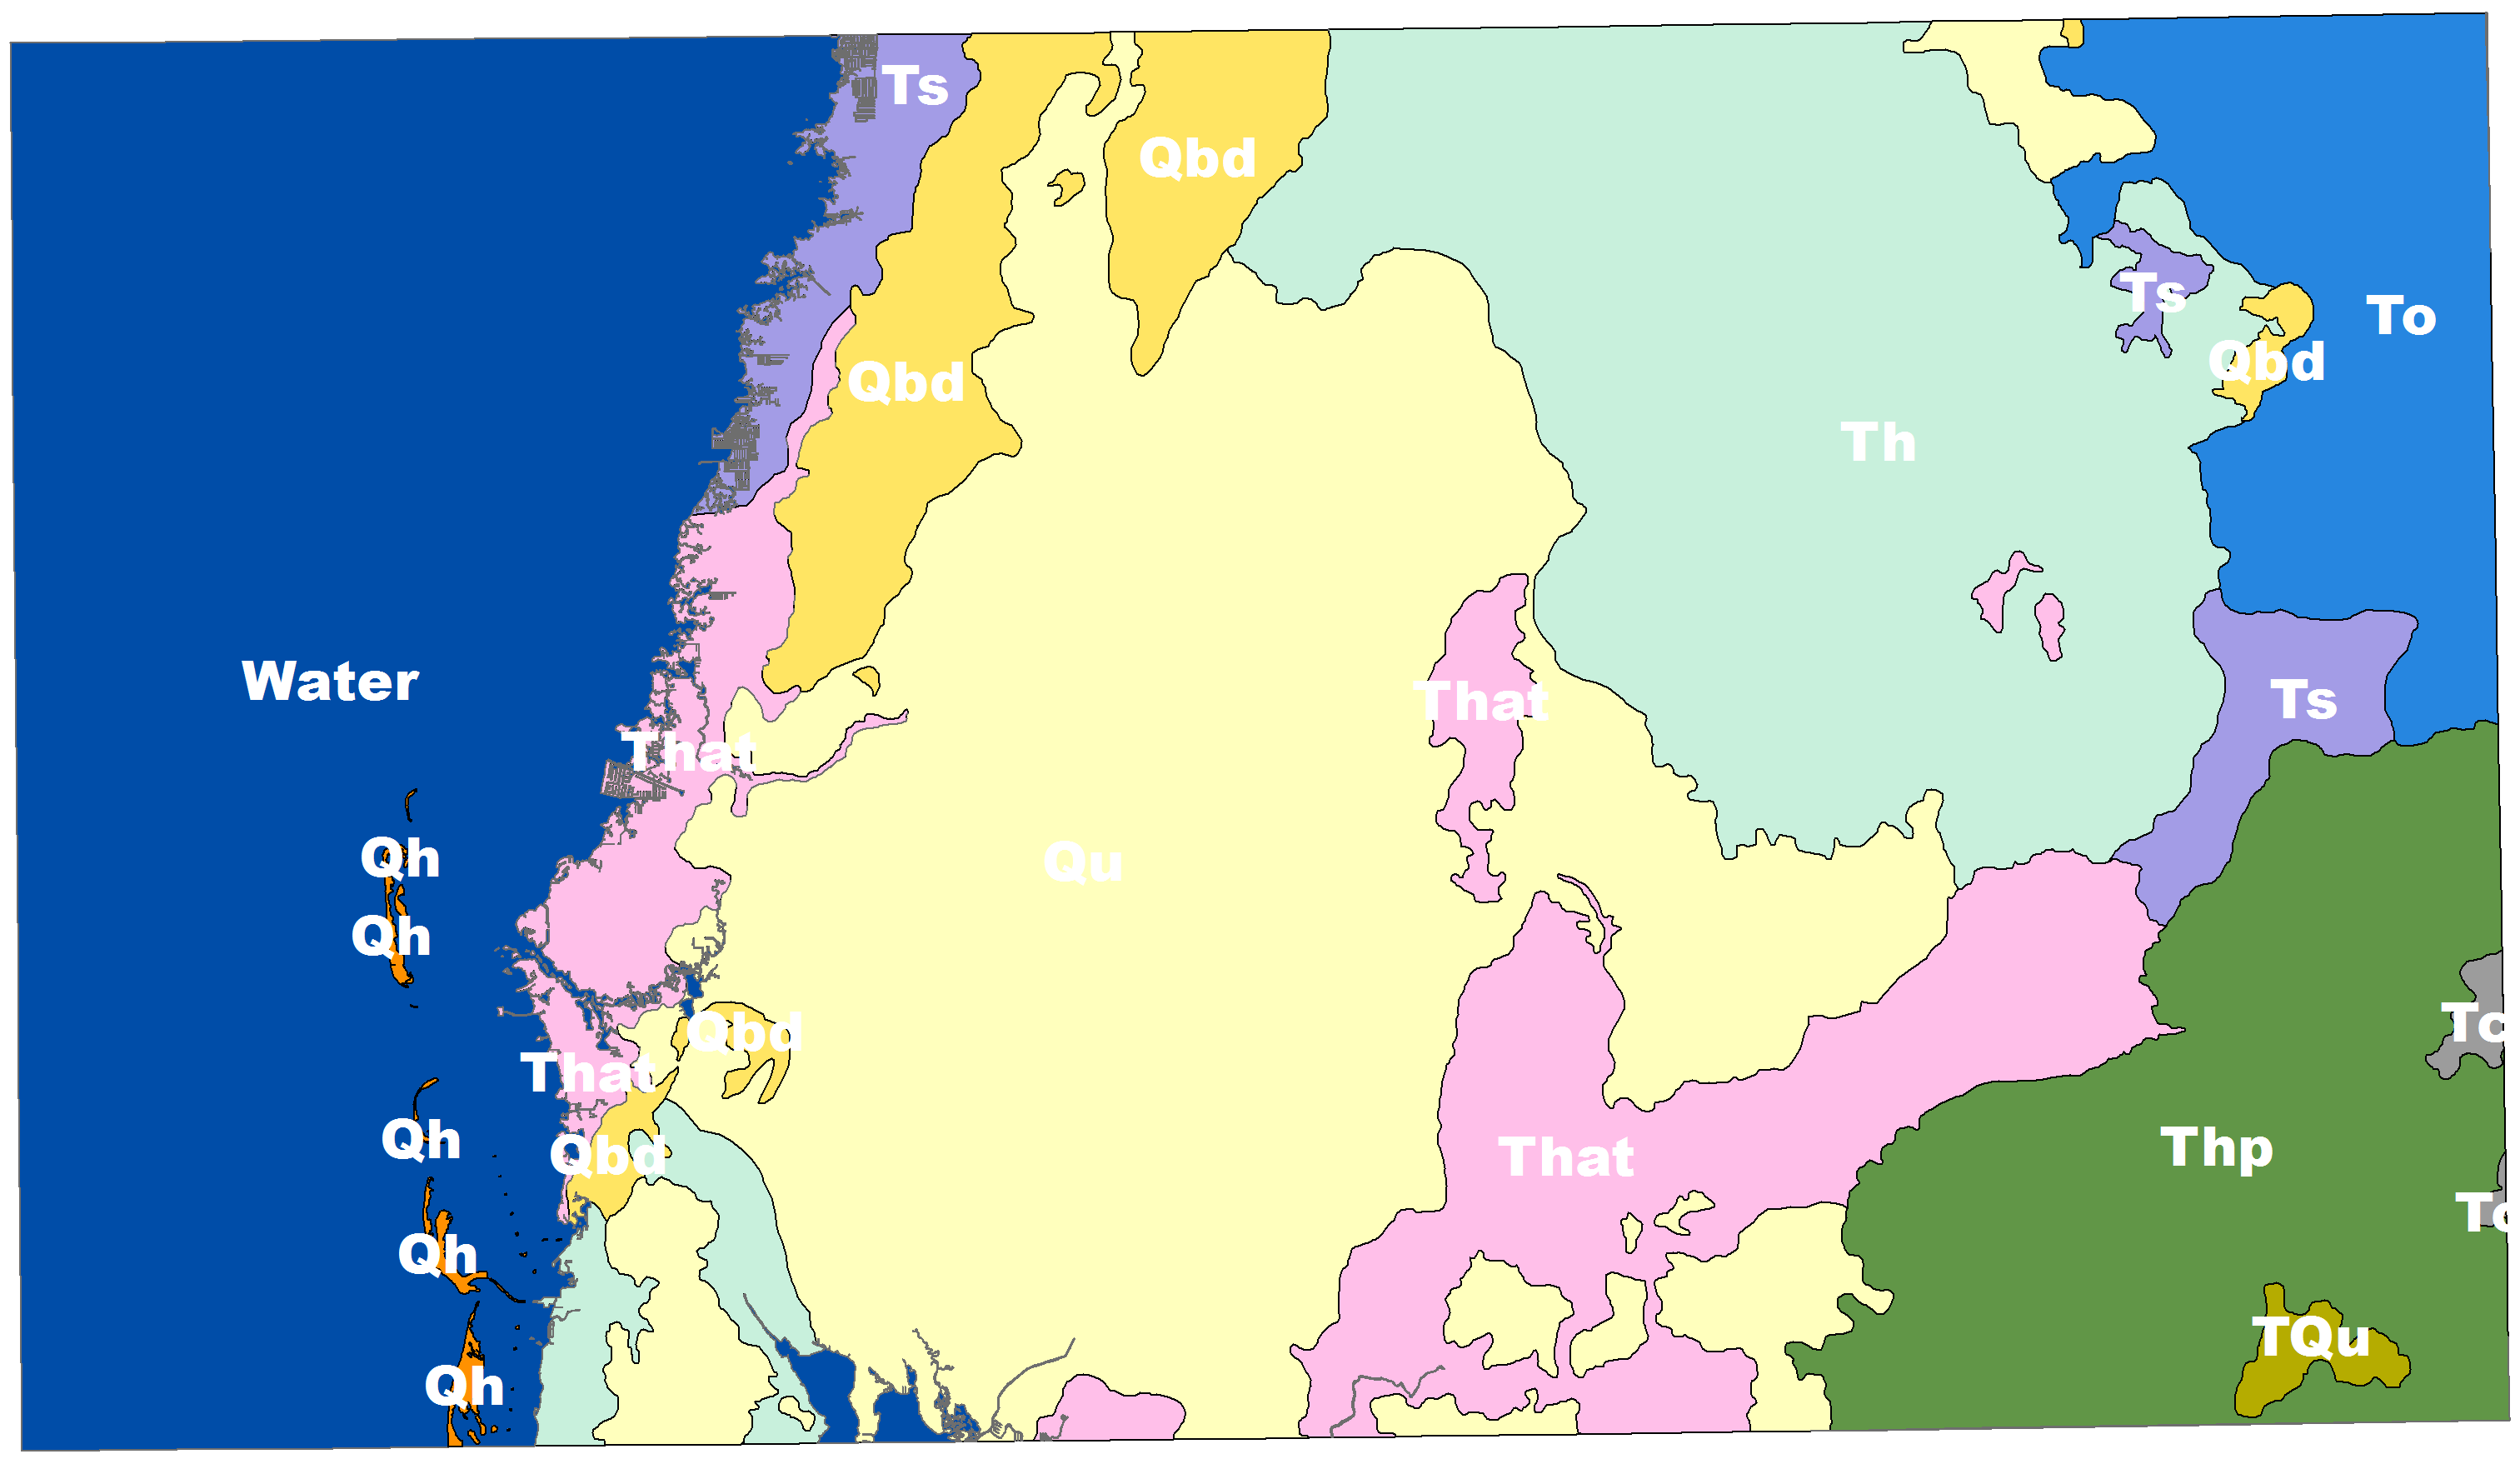 Ts
Qbd
Ts
To
Qbd
Qbd
Th
Water
That
Ts
That
Qh
Qu
Qh
Qbd
Tc
That
Qh
Qbd
That
Thp
Qh
TQu
Qh